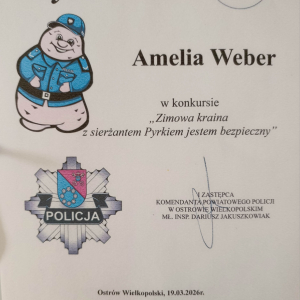 Amelia Weber
w konkursie
„Zimowa kraina
z sierżantem Pyrkiem jestem bezpieczny”
POLICJA
I ZASTĘPCA
KOMENDANTA POWIATOWEGO POLICJI
W OSTROWIE WIELKOPOLSKIM
MŁ. INSP. DARIUSZ JAKUSZKOWIAK
Ostrów Wielkopolski, 19.03.2026r.